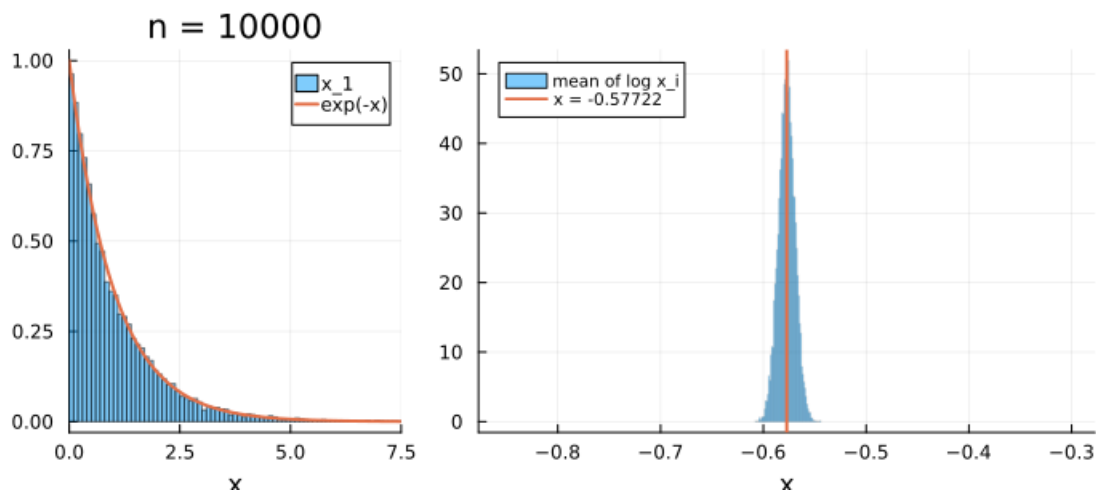 n = 10000
1.00
0.75
0.50
0.25
0.00
x_1
exp(-x)
0.0 2.5 5.0 7.5
x
50
40
30
20
10
0
mean of log x_i
x = -0.57722
−0.8 −0.7 −0.6 −0.5 −0.4 −0.3
x